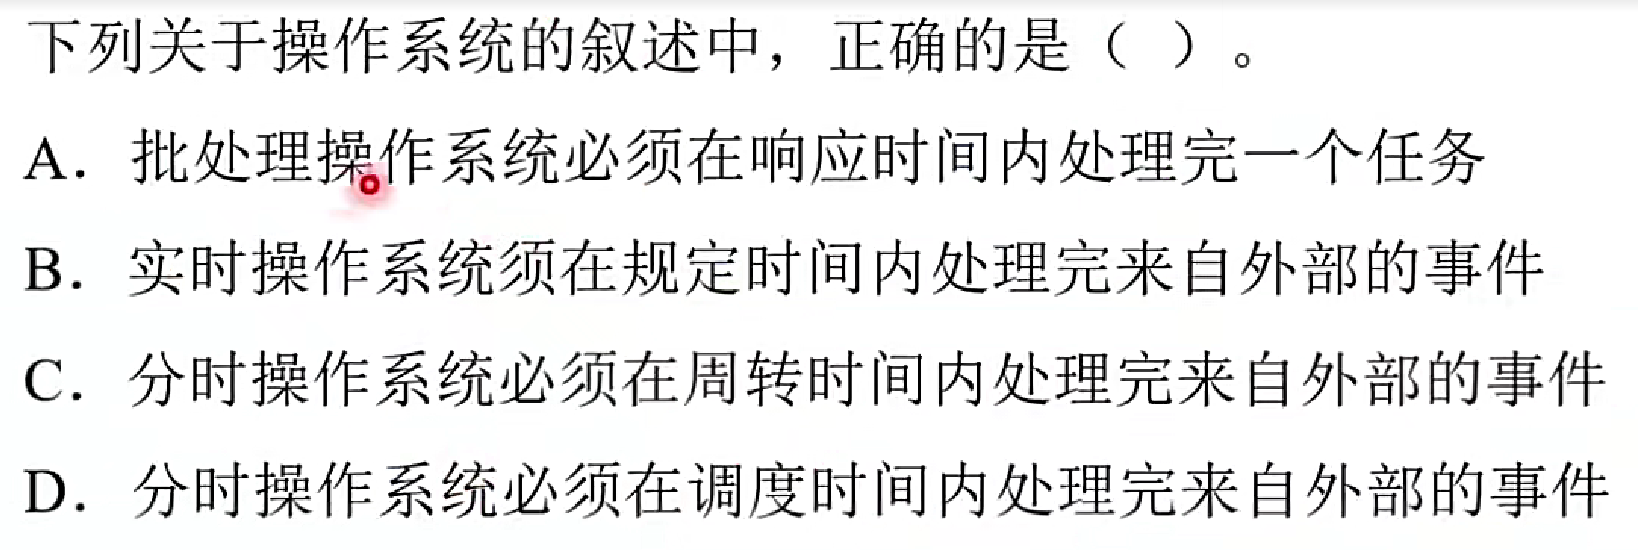 下列关于操作系统的叙述中，正确的是（ ）。
A．批处理操作系统必须在响应时间内处理完一个任务
B．实时操作系统须在规定时间内处理完来自外部的事件
C．分时操作系统必须在周转时间内处理完来自外部的事件
D．分时操作系统必须在调度时间内处理完来自外部的事件